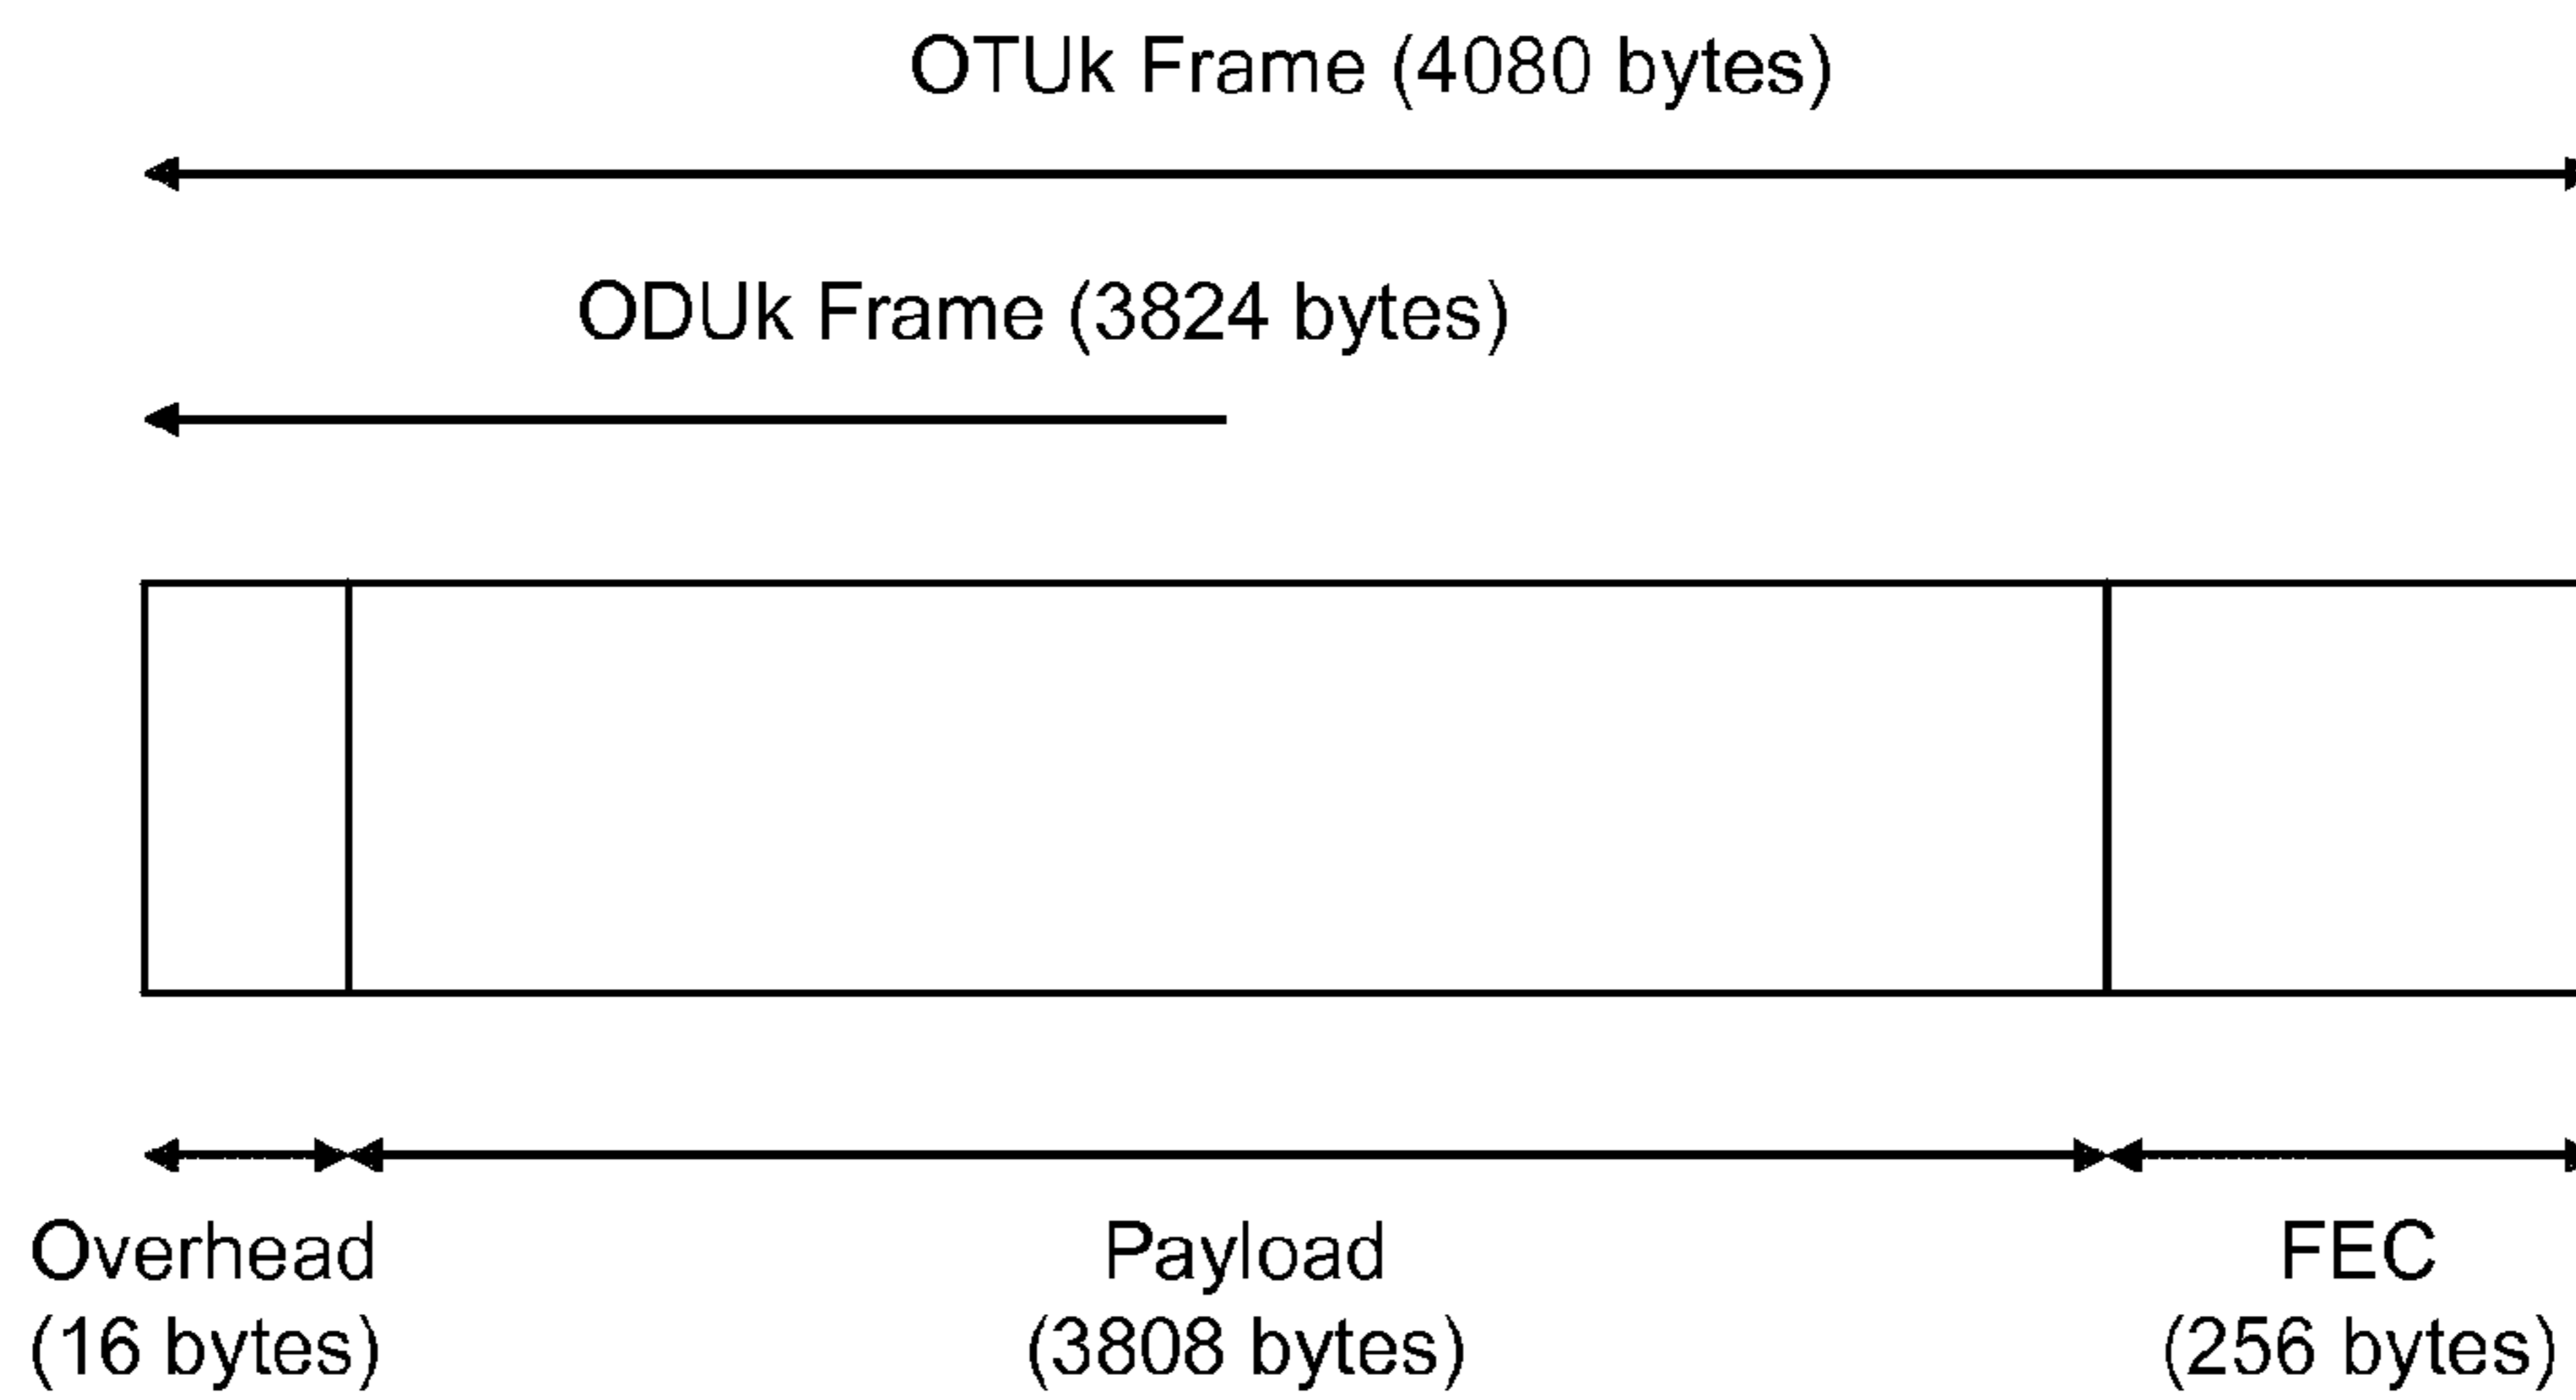 OTUk Frame (4080 bytes)
ODUk Frame (3824 bytes)
Overhead
(16 bytes)
Payload
(3808 bytes)
FEC
(256 bytes)